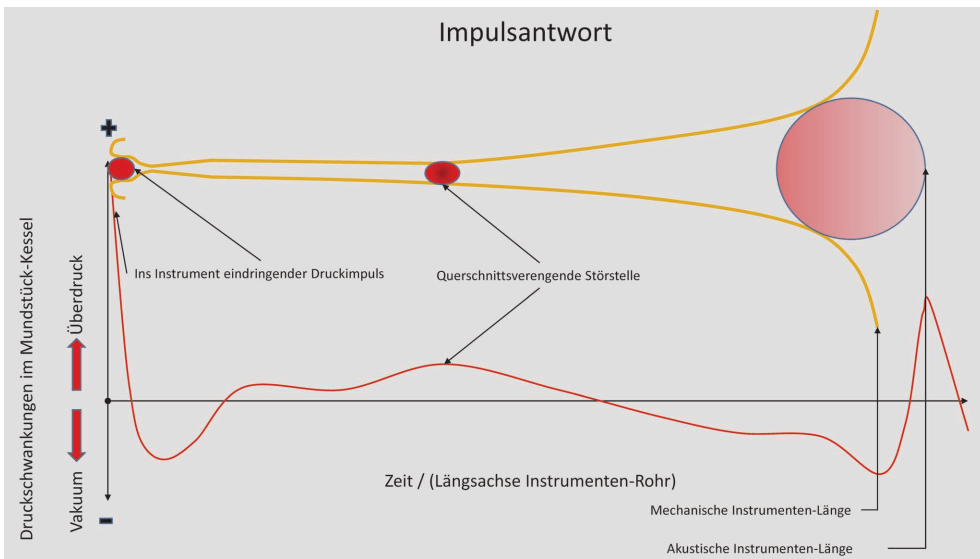 Impulsantwort
Ins Instrument eindringender Druckimpuls
Querschnittsverengende Störstelle
Druckschwankungen im Mundstück-Kessel
Überdruck
Vakuum
Zeit / (Längsachse Instrumenten-Rohr)
Mechanische Instrumenten-Länge
Akustische Instrumenten-Länge